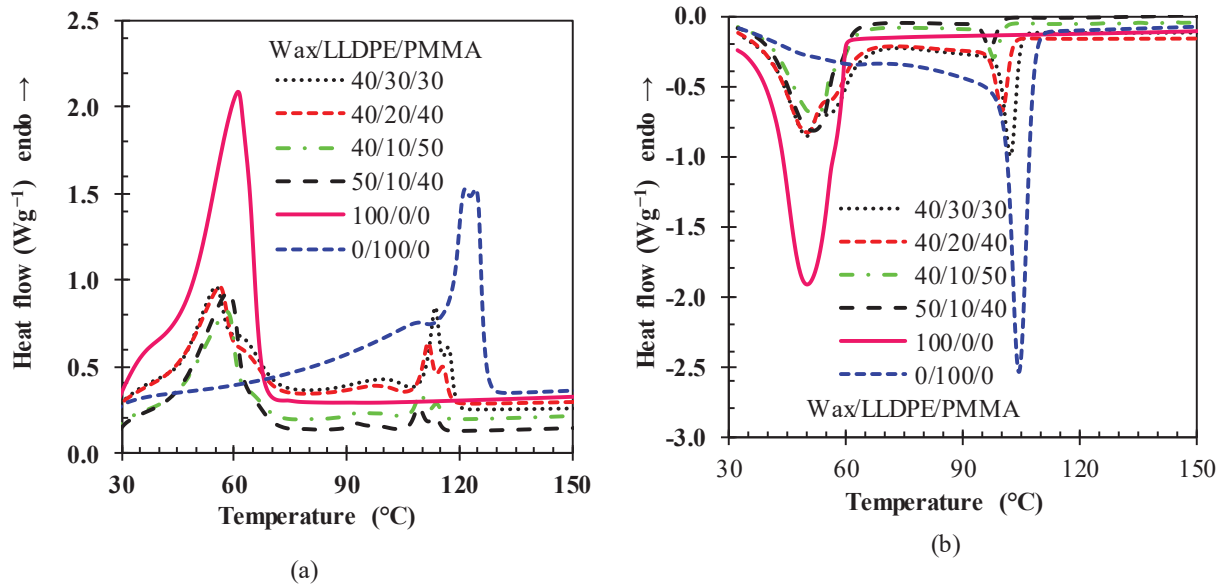 2.5
2.0
1.5
1.0
0.5
0.0
Heat flow (Wg⁻¹) endo →
Wax/LLDPE/PMMA
40/30/30
40/20/40
40/10/50
50/10/40
100/0/0
0/100/0
30 60 90 120 150
Temperature (°C)
(a)
0.0
-0.5
-1.0
-1.5
-2.0
-2.5
-3.0
Heat flow (Wg⁻¹) endo →
40/30/30
40/20/40
40/10/50
50/10/40
100/0/0
0/100/0
Wax/LLDPE/PMMA
30 60 90 120 150
Temperature (°C)
(b)